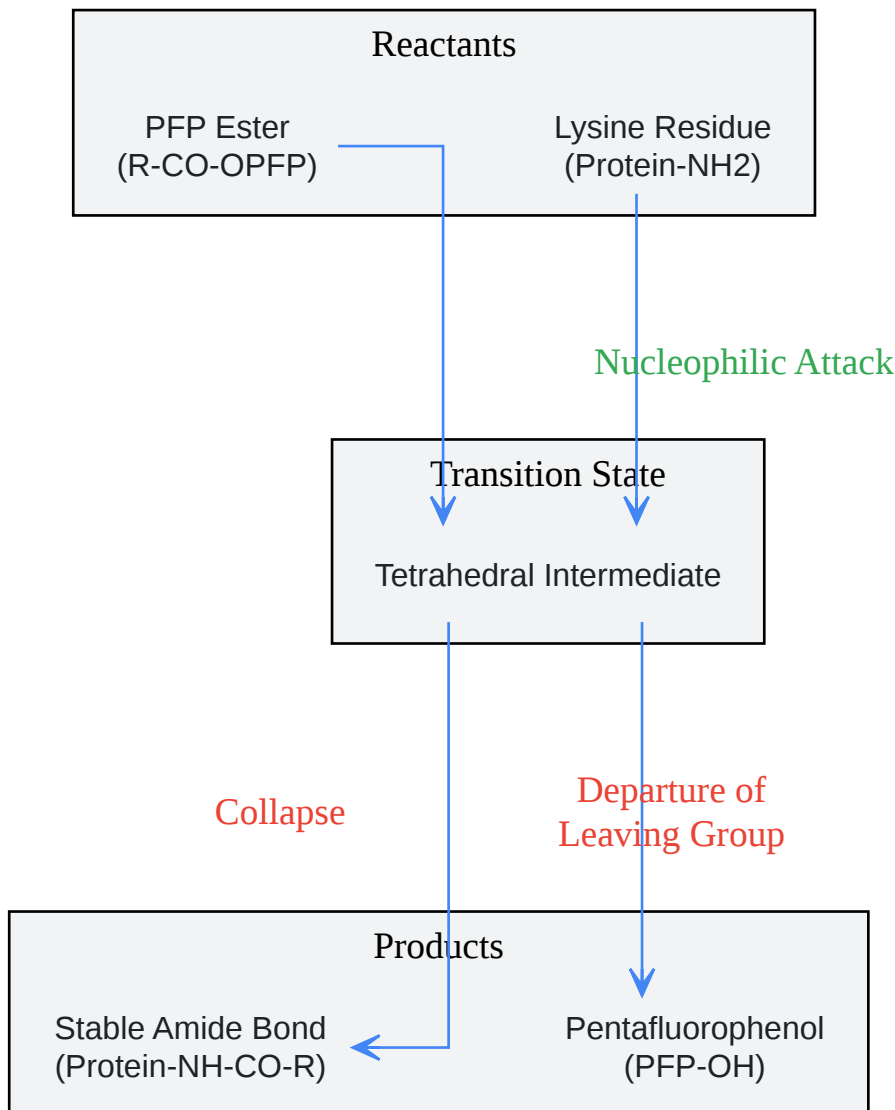 Reactants
PFP Ester
(R-CO-OPFP)
Lysine Residue
(Protein-NH2)
Nucleophilic Attack
Transition State
Tetrahedral Intermediate
Collapse
Departure of
Leaving Group
Products
Stable Amide Bond
(Protein-NH-CO-R)
Pentafluorophenol
(PFP-OH)